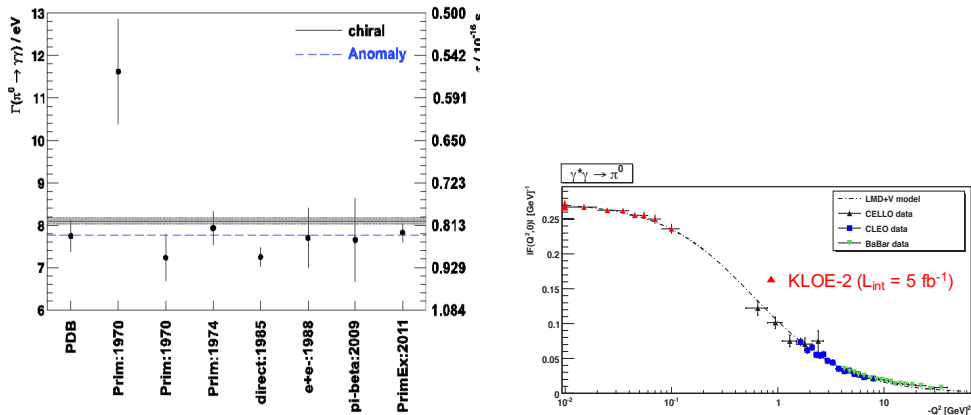 Γ(π⁰ → γγ) / eV
13
12
11
10
9
8
7
6
chiral
Anomaly
0.500
0.542
0.591
0.650
0.723
0.813
0.929
1.084
τ / 10⁻¹⁶ s
PDB
Prim:1970
Prim:1970
Prim:1974
direct:1985
e+e-:1988
pi-beta:2009
PrimEx:2011
γ*γ → π⁰
|F(Q²,0)| [GeV]⁻¹
0.25
0.2
0.15
0.1
0.05
0
LMD+V model
CELLO data
CLEO data
BaBar data
KLOE-2 (L_int = 5 fb⁻¹)
10⁻²
10⁻¹
1
10
-Q² [GeV]²